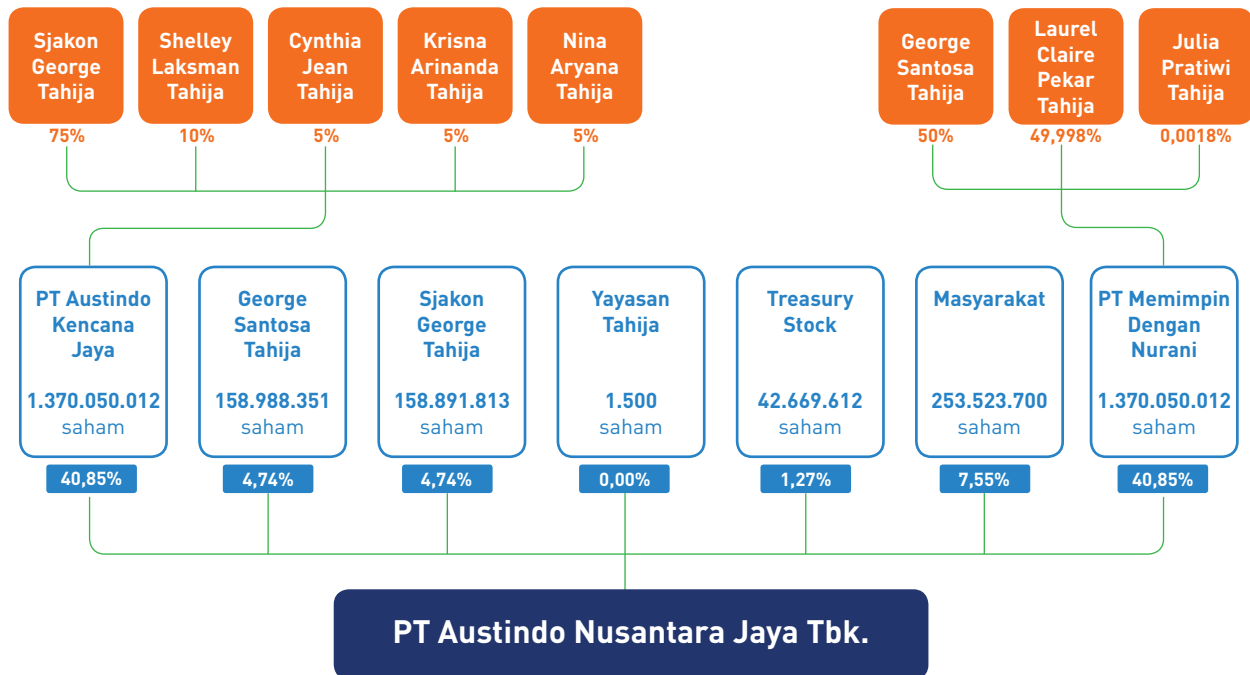 Sjakon
George
Tahija
75%
Shelley
Laksman
Tahija
10%
Cynthia
Jean
Tahija
5%
Krisna
Arinanda
Tahija
5%
Nina
Aryana
Tahija
5%
George
Santosa
Tahija
50%
Laurel
Claire
Pekar
Tahija
49,998%
Julia
Pratiwi
Tahija
0,0018%
PT Austindo
Kencana
Jaya
1.370.050.012
saham
40,85%
George
Santosa
Tahija
158.988.351
saham
4,74%
Sjakon
George
Tahija
158.891.813
saham
4,74%
Yayasan
Tahija
1.500
saham
0,00%
Treasury
Stock
42.669.612
saham
1,27%
Masyarakat
253.523.700
saham
7,55%
PT Memimpin
Dengan
Nurani
1.370.050.012
saham
40,85%
PT Austindo Nusantara Jaya Tbk.